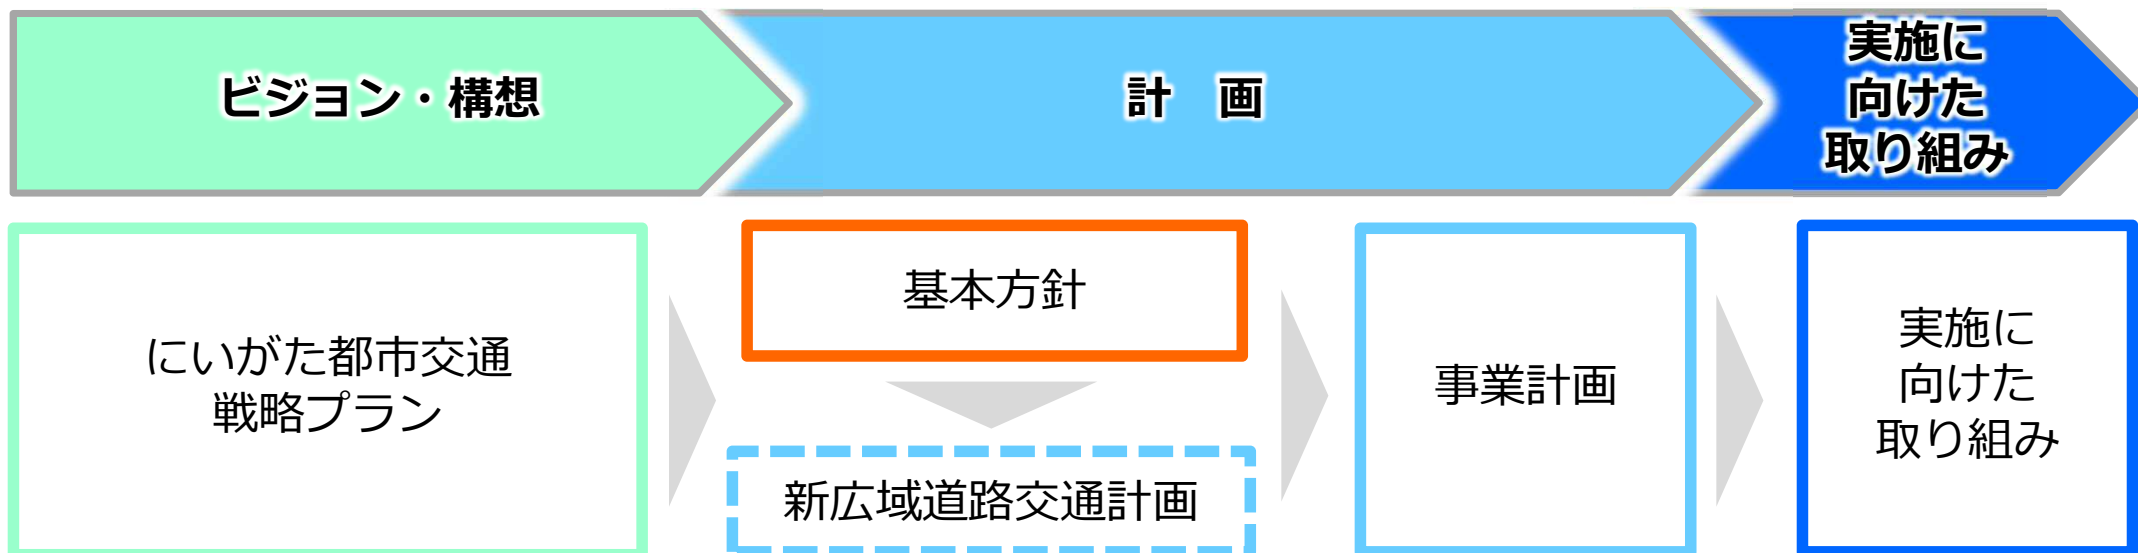 ビジョン・構想
計　画
実施に
向けた
取り組み
にいがた都市交通
戦略プラン
基本方針
新広域道路交通計画
事業計画
実施に
向けた
取り組み